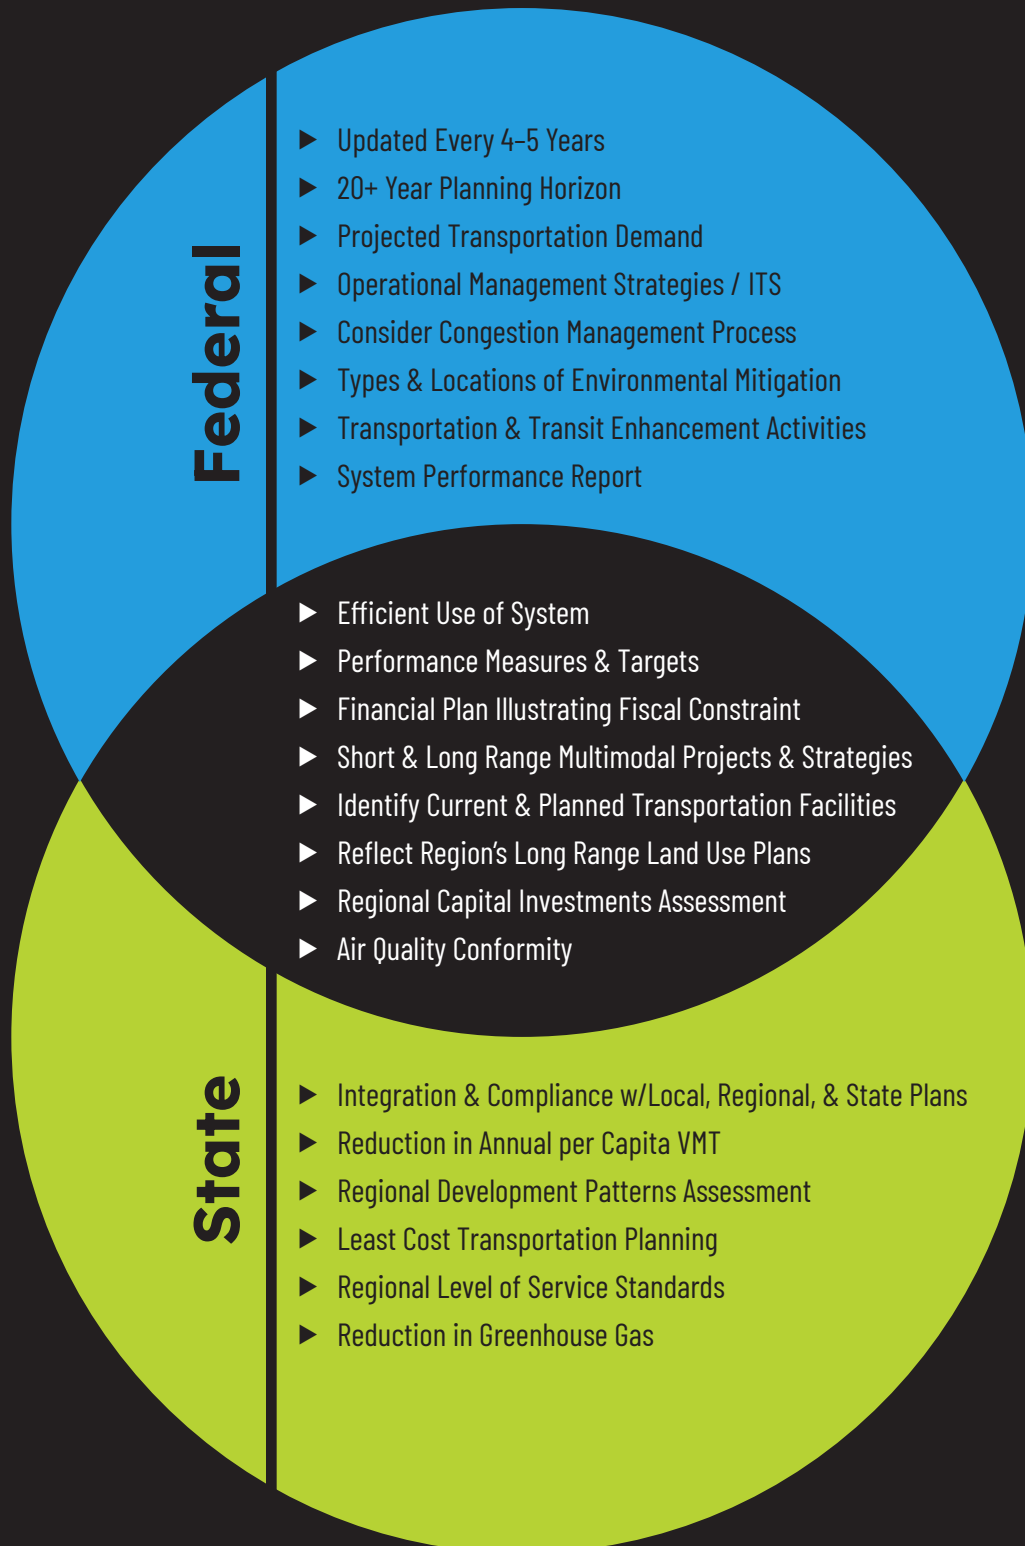 Federal
▶ Updated Every 4–5 Years
▶ 20+ Year Planning Horizon
▶ Projected Transportation Demand
▶ Operational Management Strategies / ITS
▶ Consider Congestion Management Process
▶ Types & Locations of Environmental Mitigation
▶ Transportation & Transit Enhancement Activities
▶ System Performance Report
▶ Efficient Use of System
▶ Performance Measures & Targets
▶ Financial Plan Illustrating Fiscal Constraint
▶ Short & Long Range Multimodal Projects & Strategies
▶ Identify Current & Planned Transportation Facilities
▶ Reflect Region’s Long Range Land Use Plans
▶ Regional Capital Investments Assessment
▶ Air Quality Conformity
State
▶ Integration & Compliance w/Local, Regional, & State Plans
▶ Reduction in Annual per Capita VMT
▶ Regional Development Patterns Assessment
▶ Least Cost Transportation Planning
▶ Regional Level of Service Standards
▶ Reduction in Greenhouse Gas